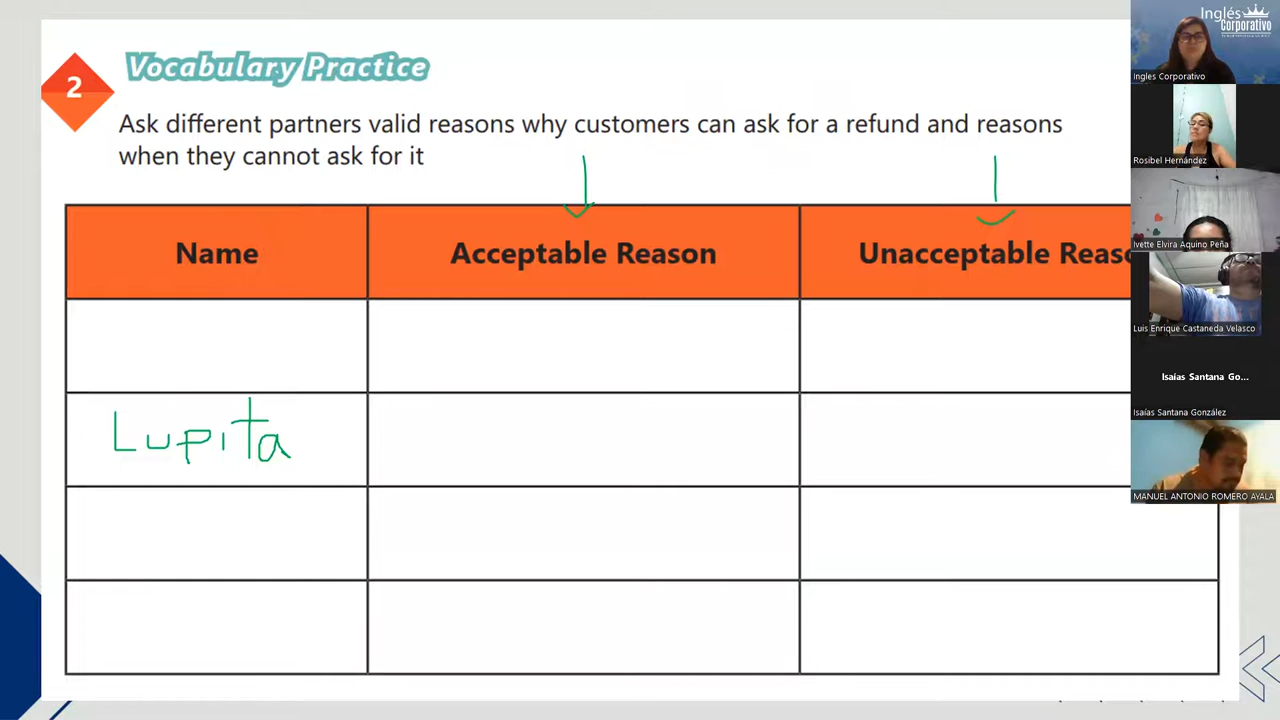 2
Vocabulary Practice
Ask different partners valid reasons why customers can ask for a refund and reasons
when they cannot ask for it
Name
Acceptable Reason
Unacceptable Reaso
Lupita
Inglés
Corporativo
Ingles Corporativo
Rosibel Hernández
Ivette Elvira Aquino Peña
Luis Enrique Castaneda Velasco
Isaías Santana Go...
Isaías Santana González
MANUEL ANTONIO ROMERO AYALA